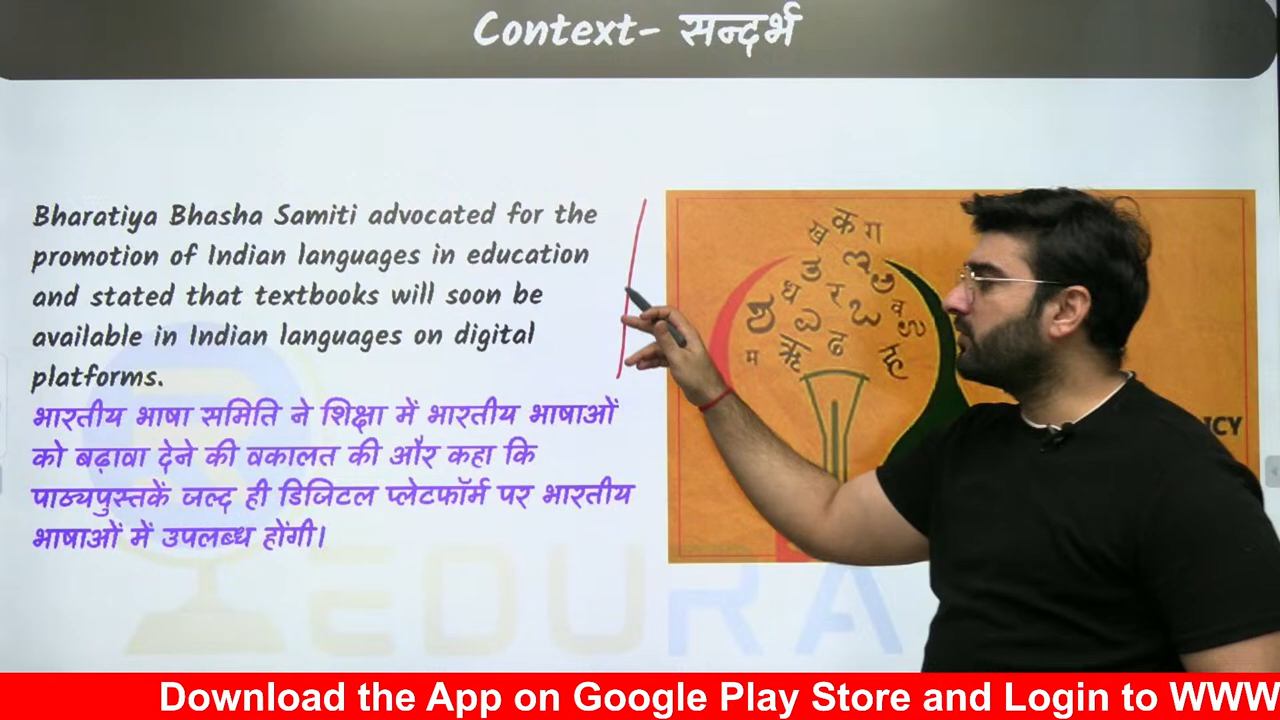 Context- सन्दर्भ
Bharatiya Bhasha Samiti advocated for the
promotion of Indian languages in education
and stated that textbooks will soon be
available in Indian languages on digital
platforms.
भारतीय भाषा समिति ने शिक्षा में भारतीय भाषाओं
को बढ़ावा देने की वकालत की और कहा कि
पाठ्यपुस्तकें जल्द ही डिजिटल प्लेटफॉर्म पर भारतीय
भाषाओं में उपलब्ध होंगी।
ख क ग
म ऋ ढ
EDURA
Download the App on Google Play Store and Login to WWW